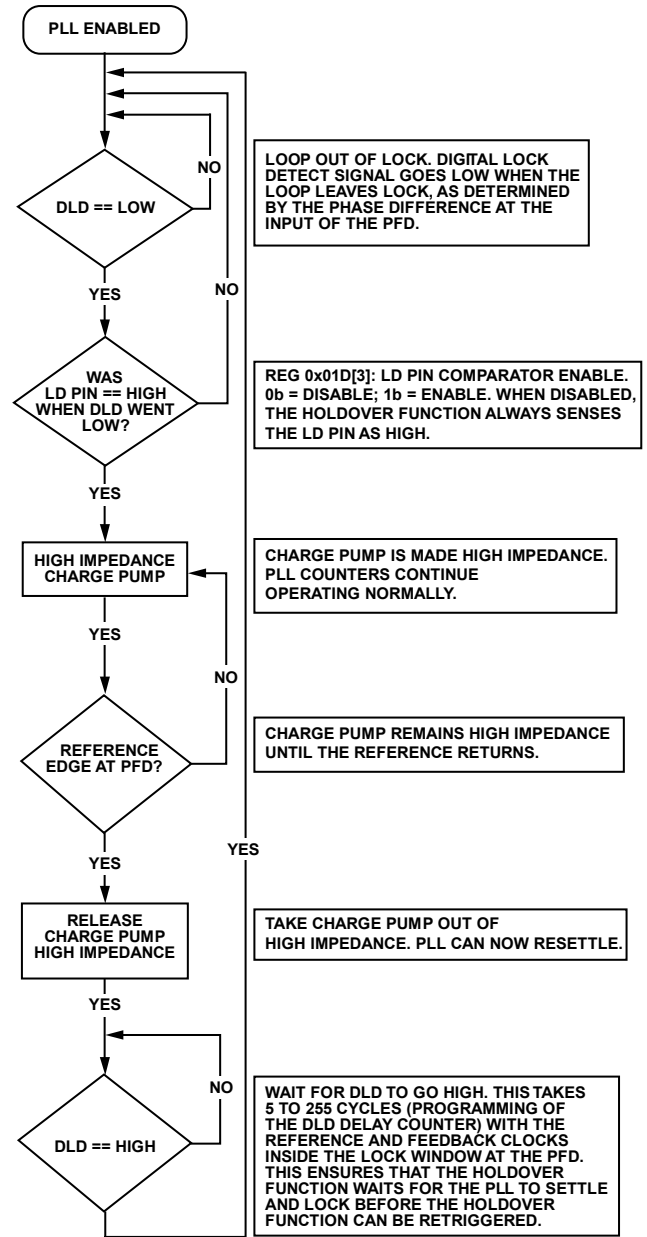 PLL ENABLED
NO
DLD == LOW
LOOP OUT OF LOCK. DIGITAL LOCK
DETECT SIGNAL GOES LOW WHEN THE
LOOP LEAVES LOCK, AS DETERMINED
BY THE PHASE DIFFERENCE AT THE
INPUT OF THE PFD.
YES
NO
WAS
LD PIN == HIGH
WHEN DLD WENT
LOW?
REG 0x01D[3]: LD PIN COMPARATOR ENABLE.
0b = DISABLE; 1b = ENABLE. WHEN DISABLED,
THE HOLDOVER FUNCTION ALWAYS SENSES
THE LD PIN AS HIGH.
YES
HIGH IMPEDANCE
CHARGE PUMP
CHARGE PUMP IS MADE HIGH IMPEDANCE.
PLL COUNTERS CONTINUE
OPERATING NORMALLY.
YES
NO
REFERENCE
EDGE AT PFD?
CHARGE PUMP REMAINS HIGH IMPEDANCE
UNTIL THE REFERENCE RETURNS.
YES
YES
RELEASE
CHARGE PUMP
HIGH IMPEDANCE
TAKE CHARGE PUMP OUT OF
HIGH IMPEDANCE. PLL CAN NOW RESETTLE.
YES
NO
DLD == HIGH
WAIT FOR DLD TO GO HIGH. THIS TAKES
5 TO 255 CYCLES (PROGRAMMING OF
THE DLD DELAY COUNTER) WITH THE
REFERENCE AND FEEDBACK CLOCKS
INSIDE THE LOCK WINDOW AT THE PFD.
THIS ENSURES THAT THE HOLDOVER
FUNCTION WAITS FOR THE PLL TO SETTLE
AND LOCK BEFORE THE HOLDOVER
FUNCTION CAN BE RETRIGGERED.